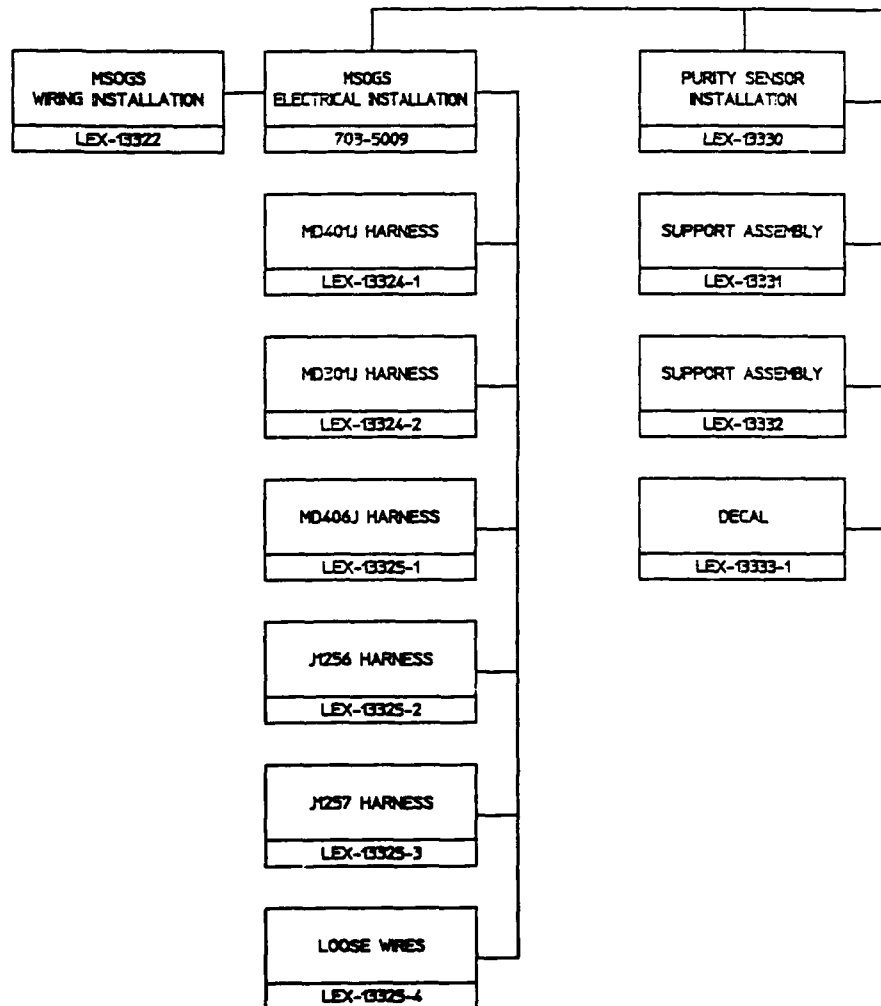 MSOGS
WIRING INSTALLATION
LEX-13322
MSOGS
ELECTRICAL INSTALLATION
703-5009
MD401J HARNESS
LEX-13324-1
MD301J HARNESS
LEX-13324-2
MD406J HARNESS
LEX-13325-1
J1256 HARNESS
LEX-13325-2
J1257 HARNESS
LEX-13325-3
LOOSE WIRES
LEX-13325-4
PURITY SENSOR
INSTALLATION
LEX-13330
SUPPORT ASSEMBLY
LEX-13331
SUPPORT ASSEMBLY
LEX-13332
DECAL
LEX-13333-1